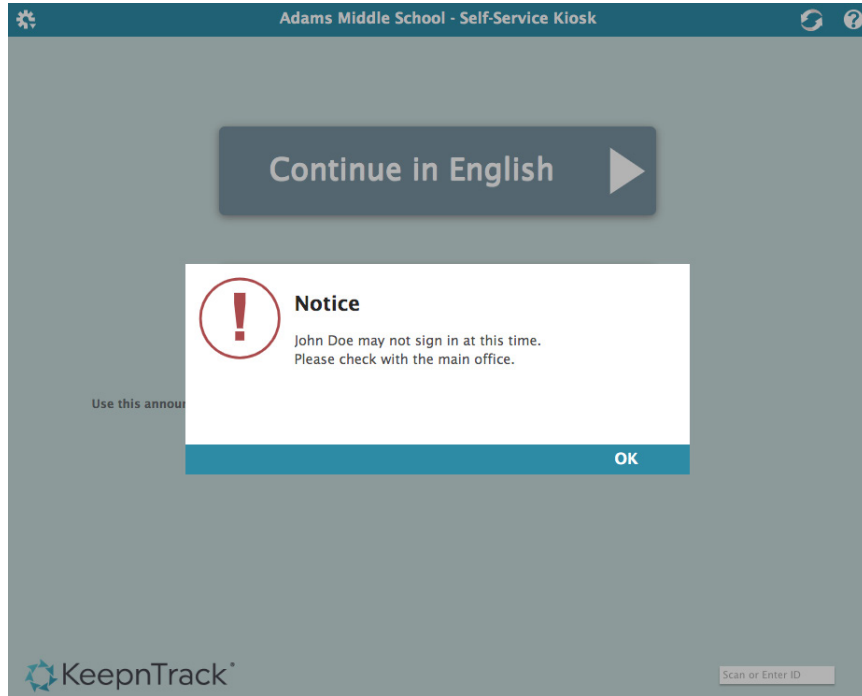 Adams Middle School - Self-Service Kiosk
?
Continue in English
!
Notice
John Doe may not sign in at this time.
Please check with the main office.
Use this
OK
KeepnTrack®
Scan or Enter ID